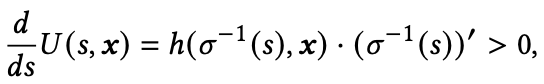 d/ds U(s, x) = h(σ⁻¹(s), x) · (σ⁻¹(s))′ > 0,